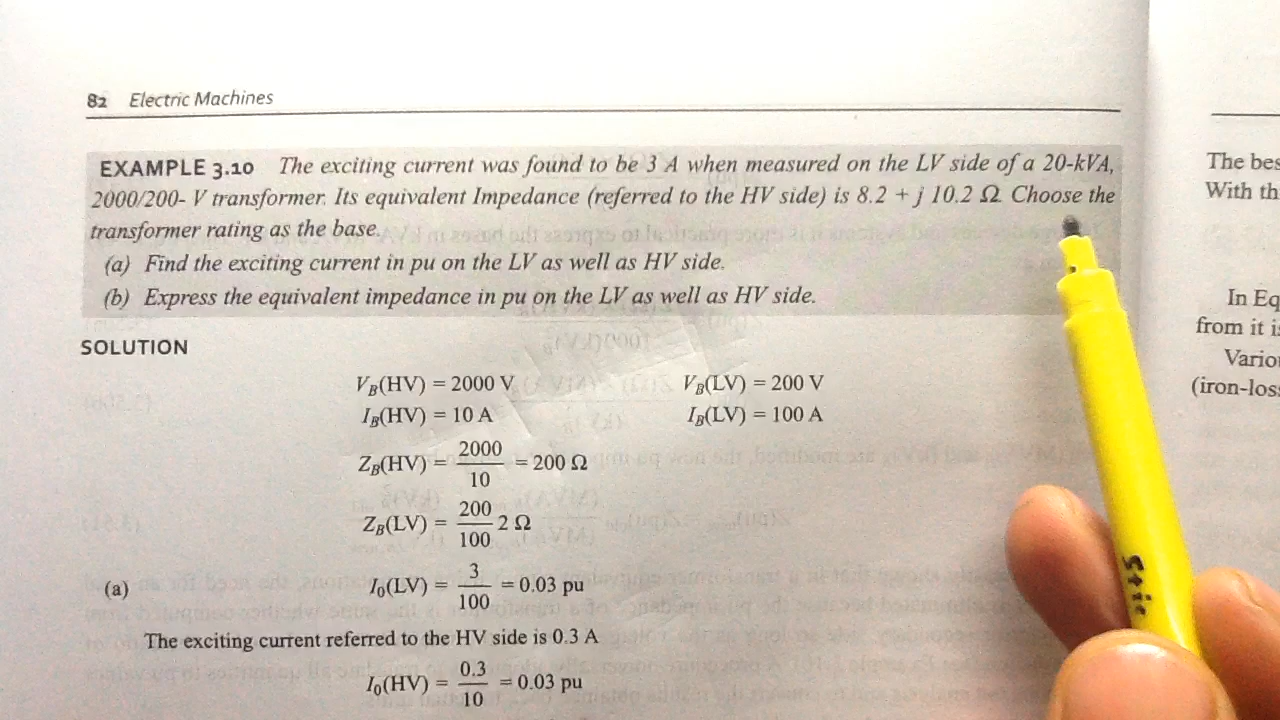 82 Electric Machines
EXAMPLE 3.10 The exciting current was found to be 3 A when measured on the LV side of a 20-kVA,
2000/200- V transformer. Its equivalent Impedance (referred to the HV side) is 8.2 + j 10.2 Ω. Choose the
transformer rating as the base.
(a) Find the exciting current in pu on the LV as well as HV side.
(b) Express the equivalent impedance in pu on the LV as well as HV side.
SOLUTION
V_B(HV) = 2000 V V_B(LV) = 200 V
I_B(HV) = 10 A I_B(LV) = 100 A
Z_B(HV) = 2000/10 = 200 Ω
Z_B(LV) = 200/100 2 Ω
(a) I_0(LV) = 3/100 = 0.03 pu
The exciting current referred to the HV side is 0.3 A
I_0(HV) = 0.3/10 = 0.03 pu
The
With
In Eq
from it
(iron-